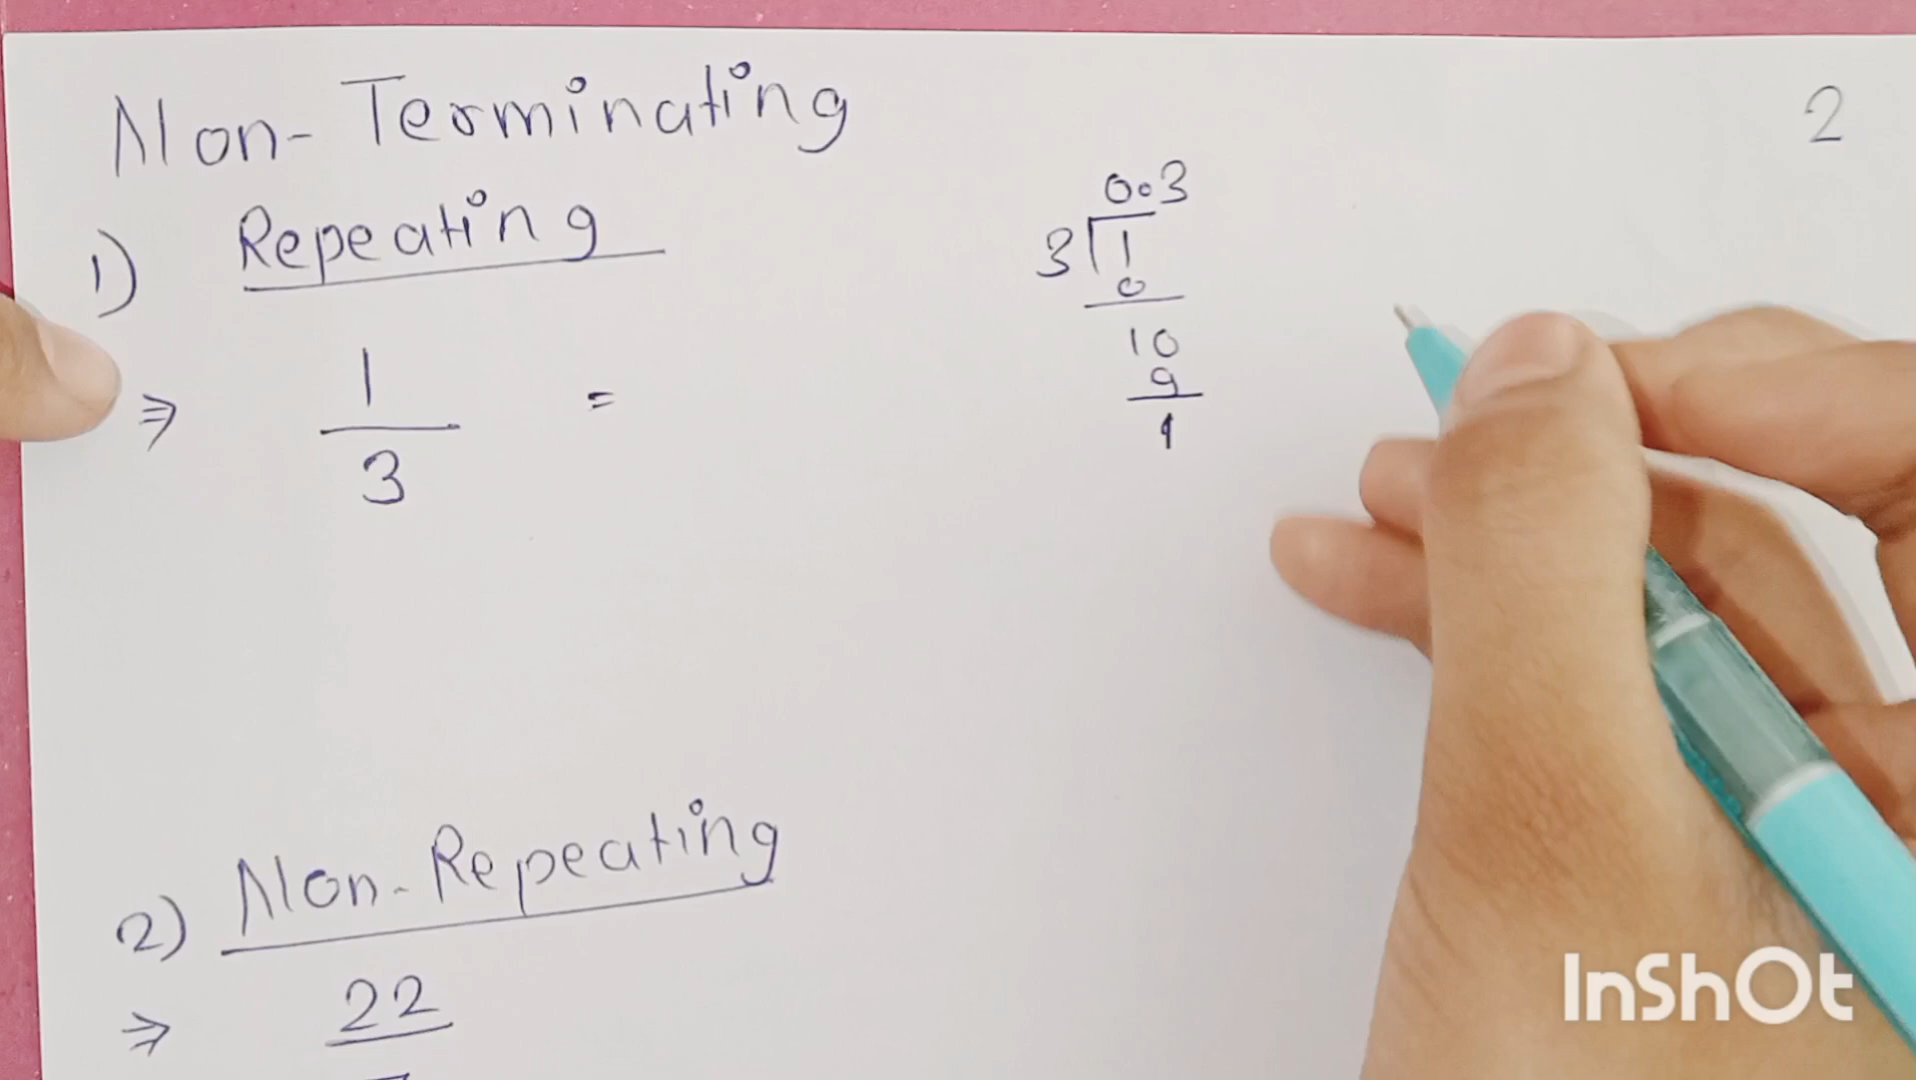 Non-Terminating
2
1) Repeating
⇒ 1
3
=
0.3
3 1
0
10
9
1
2) Non-Repeating
⇒ 22
InShOt